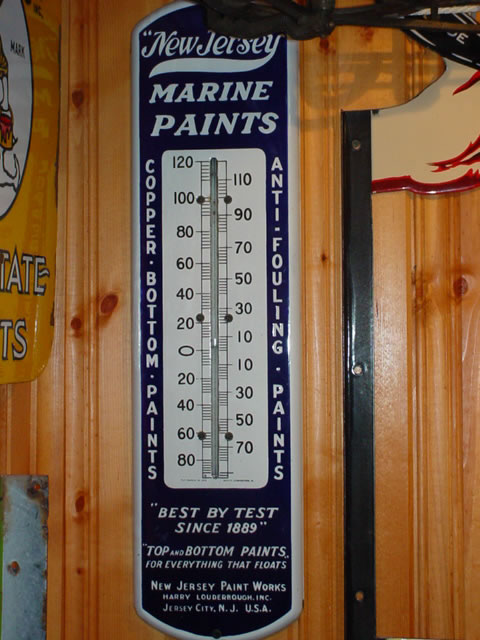 "New Jersey"
MARINE
PAINTS
COPPER · BOTTOM · PAINTS
ANTI-FOULING · PAINTS
120
110
100
90
80
70
60
50
40
30
20
10
0
10
20
30
40
50
60
70
80
"BEST BY TEST
SINCE 1889"
"TOP AND BOTTOM PAINTS"
FOR EVERYTHING THAT FLOATS
NEW JERSEY PAINT WORKS
HARRY LOUDERBOUGH, INC.
JERSEY CITY, N.J. U.S.A.
MARK
TATE
TS